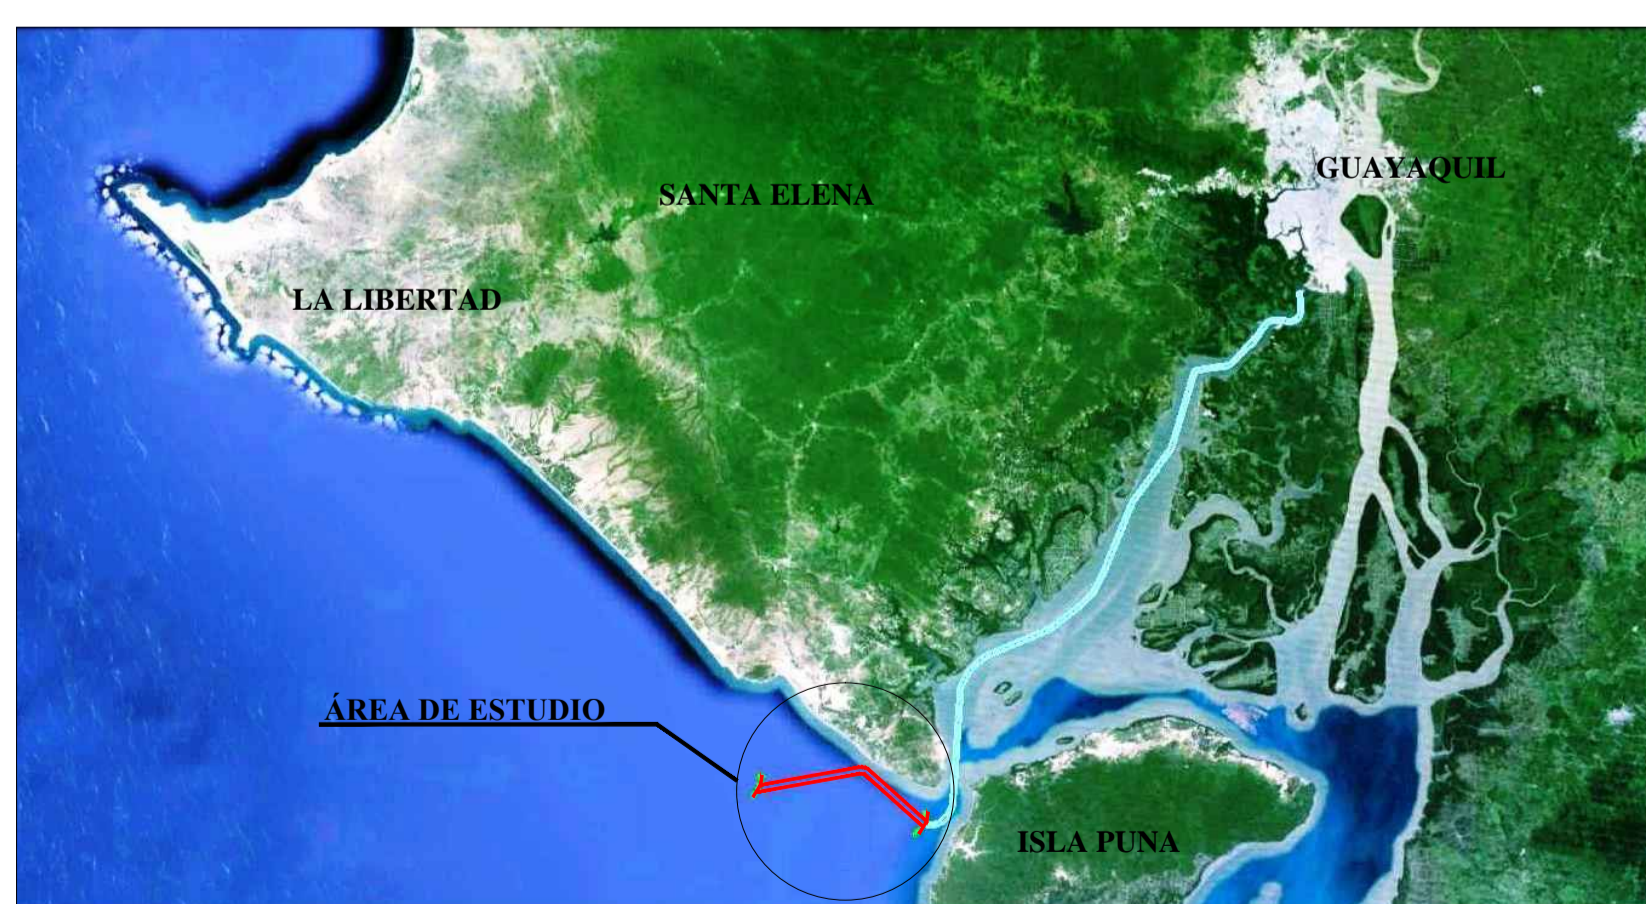 GUAYAQUIL
SANTA ELENA
LA LIBERTAD
ÁREA DE ESTUDIO
ISLA PUNA